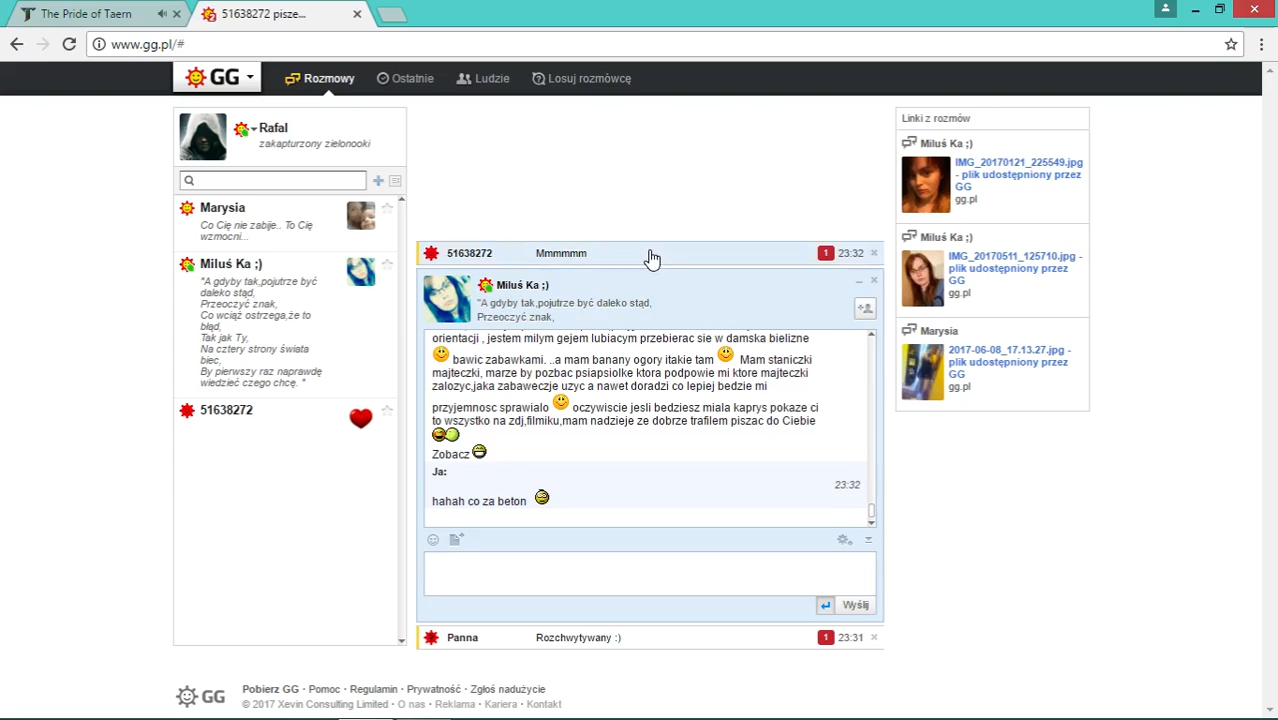 The Pride of Taern
51638272 pisze...
www.gg.pl/#
GG
Rozmowy
Ostatnie
Ludzie
Losuj rozmówcę
Rafal
zakapturzony zielonooki
Marysia
Co Cię nie zabije.. To Cię
wzmocni...
Miluś Ka ;)
"A gdyby tak,pojutrze być
daleko stąd,
Przeoczyć znak,
Co wciąż ostrzega,że to
błąd,
Tak jak Ty,
Na cztery strony świata
biec,
By pierwszy raz naprawdę
wiedzieć czego chcę. "
51638272
51638272 Mmmmmm 1 23:32
Miluś Ka ;)
"A gdyby tak,pojutrze być daleko stąd,
Przeoczyć znak,
orientacji , jestem milym gejem lubiacym przebierac sie w damska bielizne
bawic zabawkami. ..a mam banany ogory itakie tam Mam staniczki
majteczki, marze by pozbac psiapsiolke ktora podpowie mi ktore majteczki
zalozyc.jaka zabaweczje uzyc a nawet doradzi co lepiej bedzie mi
przyjemnosc sprawialo oczywiscie jesli bedziesz miala kaprys pokaze ci
to wszystko na zdj,filmiku,mam nadzieje ze dobrze trafilem piszac do Ciebie
Zobacz
Ja:
23:32
hahah co za beton
Wyślij
Panna Rozchwytywany :) 1 23:31
Linki z rozmów
Miluś Ka ;)
IMG_20170121_225549.jpg
- plik udostępniony przez
GG
gg.pl
Miluś Ka ;)
IMG_20170511_125710.jpg -
plik udostępniony przez
GG
gg.pl
Marysia
2017-06-08_17.13.27.jpg -
plik udostępniony przez
GG
gg.pl
GG
Pobierz GG · Pomoc · Regulamin · Prywatność · Zgłoś nadużycie
© 2017 Xevin Consulting Limited · O nas · Reklama · Kariera · Kontakt